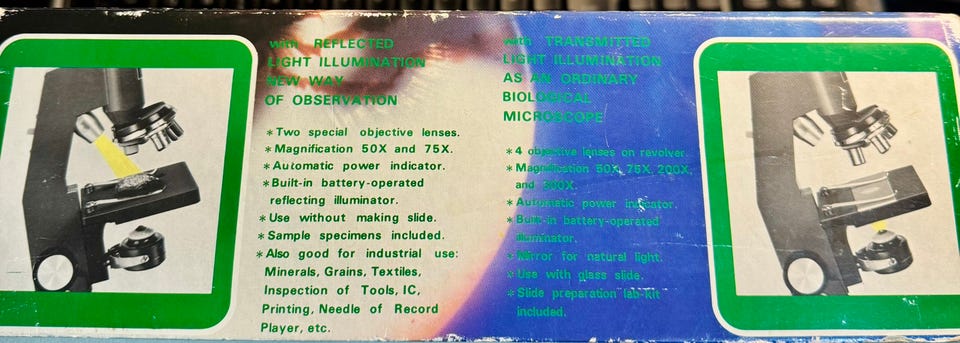 with REFLECTED
LIGHT ILLUMINATION
NEW WAY
OF OBSERVATION
*Two special objective lenses.
*Magnification 50X and 75X.
*Automatic power indicator.
*Built-in battery-operated
reflecting illuminator.
*Use without making slide.
*Sample specimens included.
*Also good for industrial use:
Minerals, Grains, Textiles,
Inspection of Tools, IC,
Printing, Needle of Record
Player, etc.
with TRANSMITTED
LIGHT ILLUMINATION
AS AN ORDINARY
BIOLOGICAL
MICROSCOPE
*4 objective lenses on revolver.
*Magnification 50X, 75X, 200X,
and X.
*Automatic power indicator.
*Built-in battery-operated
illuminator.
*Mirror for natural light.
*Use with glass slide.
*Slide preparation lab-kit
included.